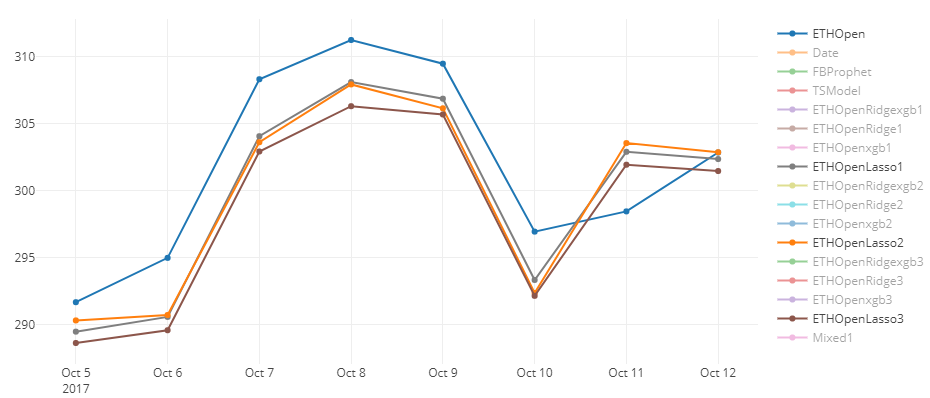 310
305
300
295
290
Oct 5
2017
Oct 6
Oct 7
Oct 8
Oct 9
Oct 10
Oct 11
Oct 12
ETHOpen
Date
FBProphet
TSModel
ETHOpenRidgexgb1
ETHOpenRidge1
ETHOpenxgb1
ETHOpenLasso1
ETHOpenRidgexgb2
ETHOpenRidge2
ETHOpenxgb2
ETHOpenLasso2
ETHOpenRidgexgb3
ETHOpenRidge3
ETHOpenxgb3
ETHOpenLasso3
Mixed1